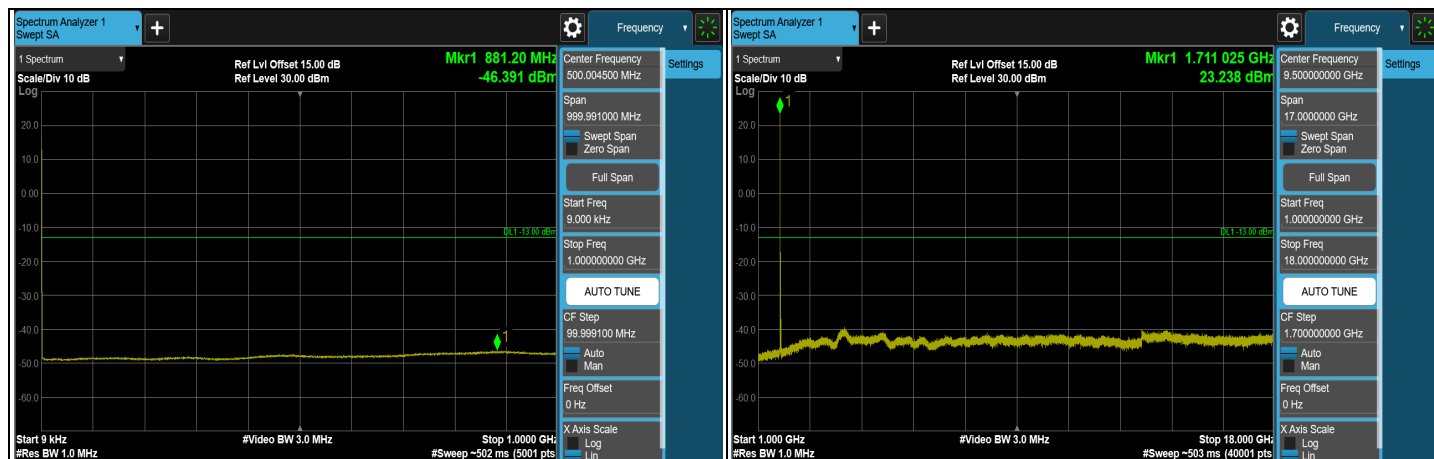 Spectrum Analyzer 1
Swept SA
+
Frequency
1 Spectrum
Scale/Div 10 dB
Log
Ref Lvl Offset 15.00 dB
Ref Level 30.00 dBm
Mkr1 881.20 MHz
-46.391 dBm
20.0
10.0
0.00
-10.0
-20.0
-30.0
-40.0
-50.0
-60.0
DL1 -13.00 dBm
1
Start 9 kHz
#Res BW 1.0 MHz
#Video BW 3.0 MHz
Stop 1.0000 GHz
#Sweep ~502 ms (5001 pts)
Center Frequency
500.004500 MHz
Settings
Span
999.991000 MHz
Swept Span
Zero Span
Full Span
Start Freq
9.000 kHz
Stop Freq
1.000000000 GHz
AUTO TUNE
CF Step
99.999100 MHz
Auto
Man
Freq Offset
0 Hz
X Axis Scale
Log
Lin
Spectrum Analyzer 1
Swept SA
+
Frequency
1 Spectrum
Scale/Div 10 dB
Log
Ref Lvl Offset 15.00 dB
Ref Level 30.00 dBm
Mkr1 1.711 025 GHz
23.238 dBm
1
20.0
10.0
0.00
-10.0
-20.0
-30.0
-40.0
-50.0
-60.0
DL1 -13.00 dBm
Start 1.000 GHz
#Res BW 1.0 MHz
#Video BW 3.0 MHz
Stop 18.000 GHz
#Sweep ~503 ms (40001 pts)
Center Frequency
9.500000000 GHz
Settings
Span
17.0000000 GHz
Swept Span
Zero Span
Full Span
Start Freq
1.000000000 GHz
Stop Freq
18.000000000 GHz
AUTO TUNE
CF Step
1.700000000 GHz
Auto
Man
Freq Offset
0 Hz
X Axis Scale
Log
Lin